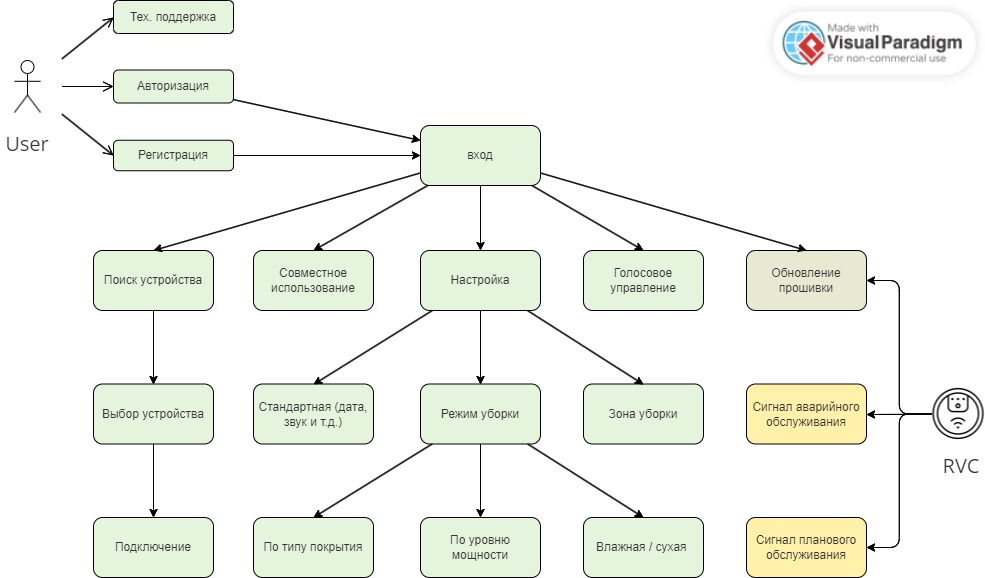 Тех. поддержка
Made with
Visual Paradigm
For non-commercial use
Авторизация
User
Регистрация
вход
Поиск устройства
Совместное
использование
Настройка
Голосовое
управление
Обновление
прошивки
Выбор устройства
Стандартная (дата,
звук и т.д.)
Режим уборки
Зона уборки
Сигнал аварийного
обслуживания
RVC
Подключение
По типу покрытия
По уровню
мощности
Влажная / сухая
Сигнал планового
обслуживания